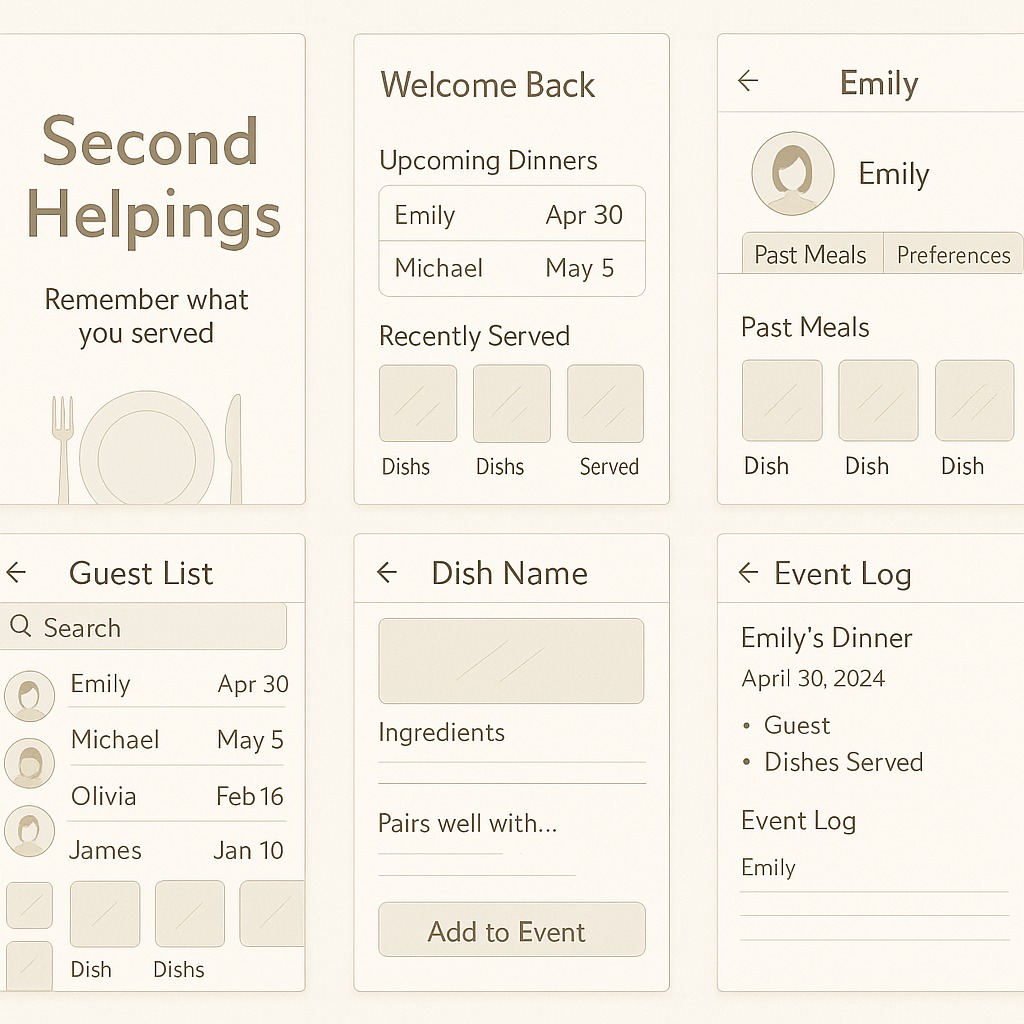 Second
Helpings
Remember what
you served
Welcome Back
Upcoming Dinners
Emily Apr 30
Michael May 5
Recently Served
Dishs Dishs Served
Emily
Emily
Past Meals Preferences
Past Meals
Dish Dish Dish
Guest List
Search
Emily Apr 30
Michael May 5
Olivia Feb 16
James Jan 10
Dish Dishs
Dish Name
Ingredients
Pairs well with...
Add to Event
Event Log
Emily's Dinner
April 30, 2024
• Guest
• Dishes Served
Event Log
Emily